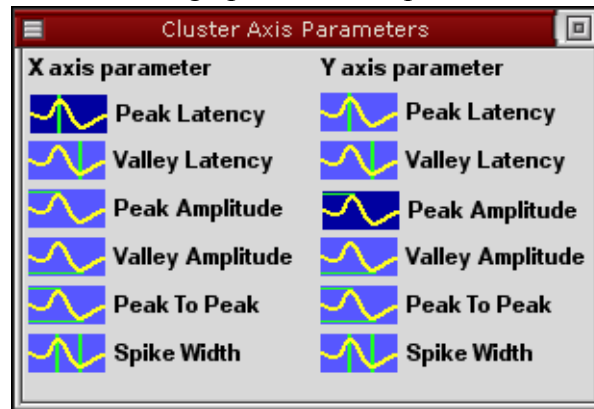 Cluster Axis Parameters
X axis parameter Y axis parameter
Peak Latency Peak Latency
Valley Latency Valley Latency
Peak Amplitude Peak Amplitude
Valley Amplitude Valley Amplitude
Peak To Peak Peak To Peak
Spike Width Spike Width